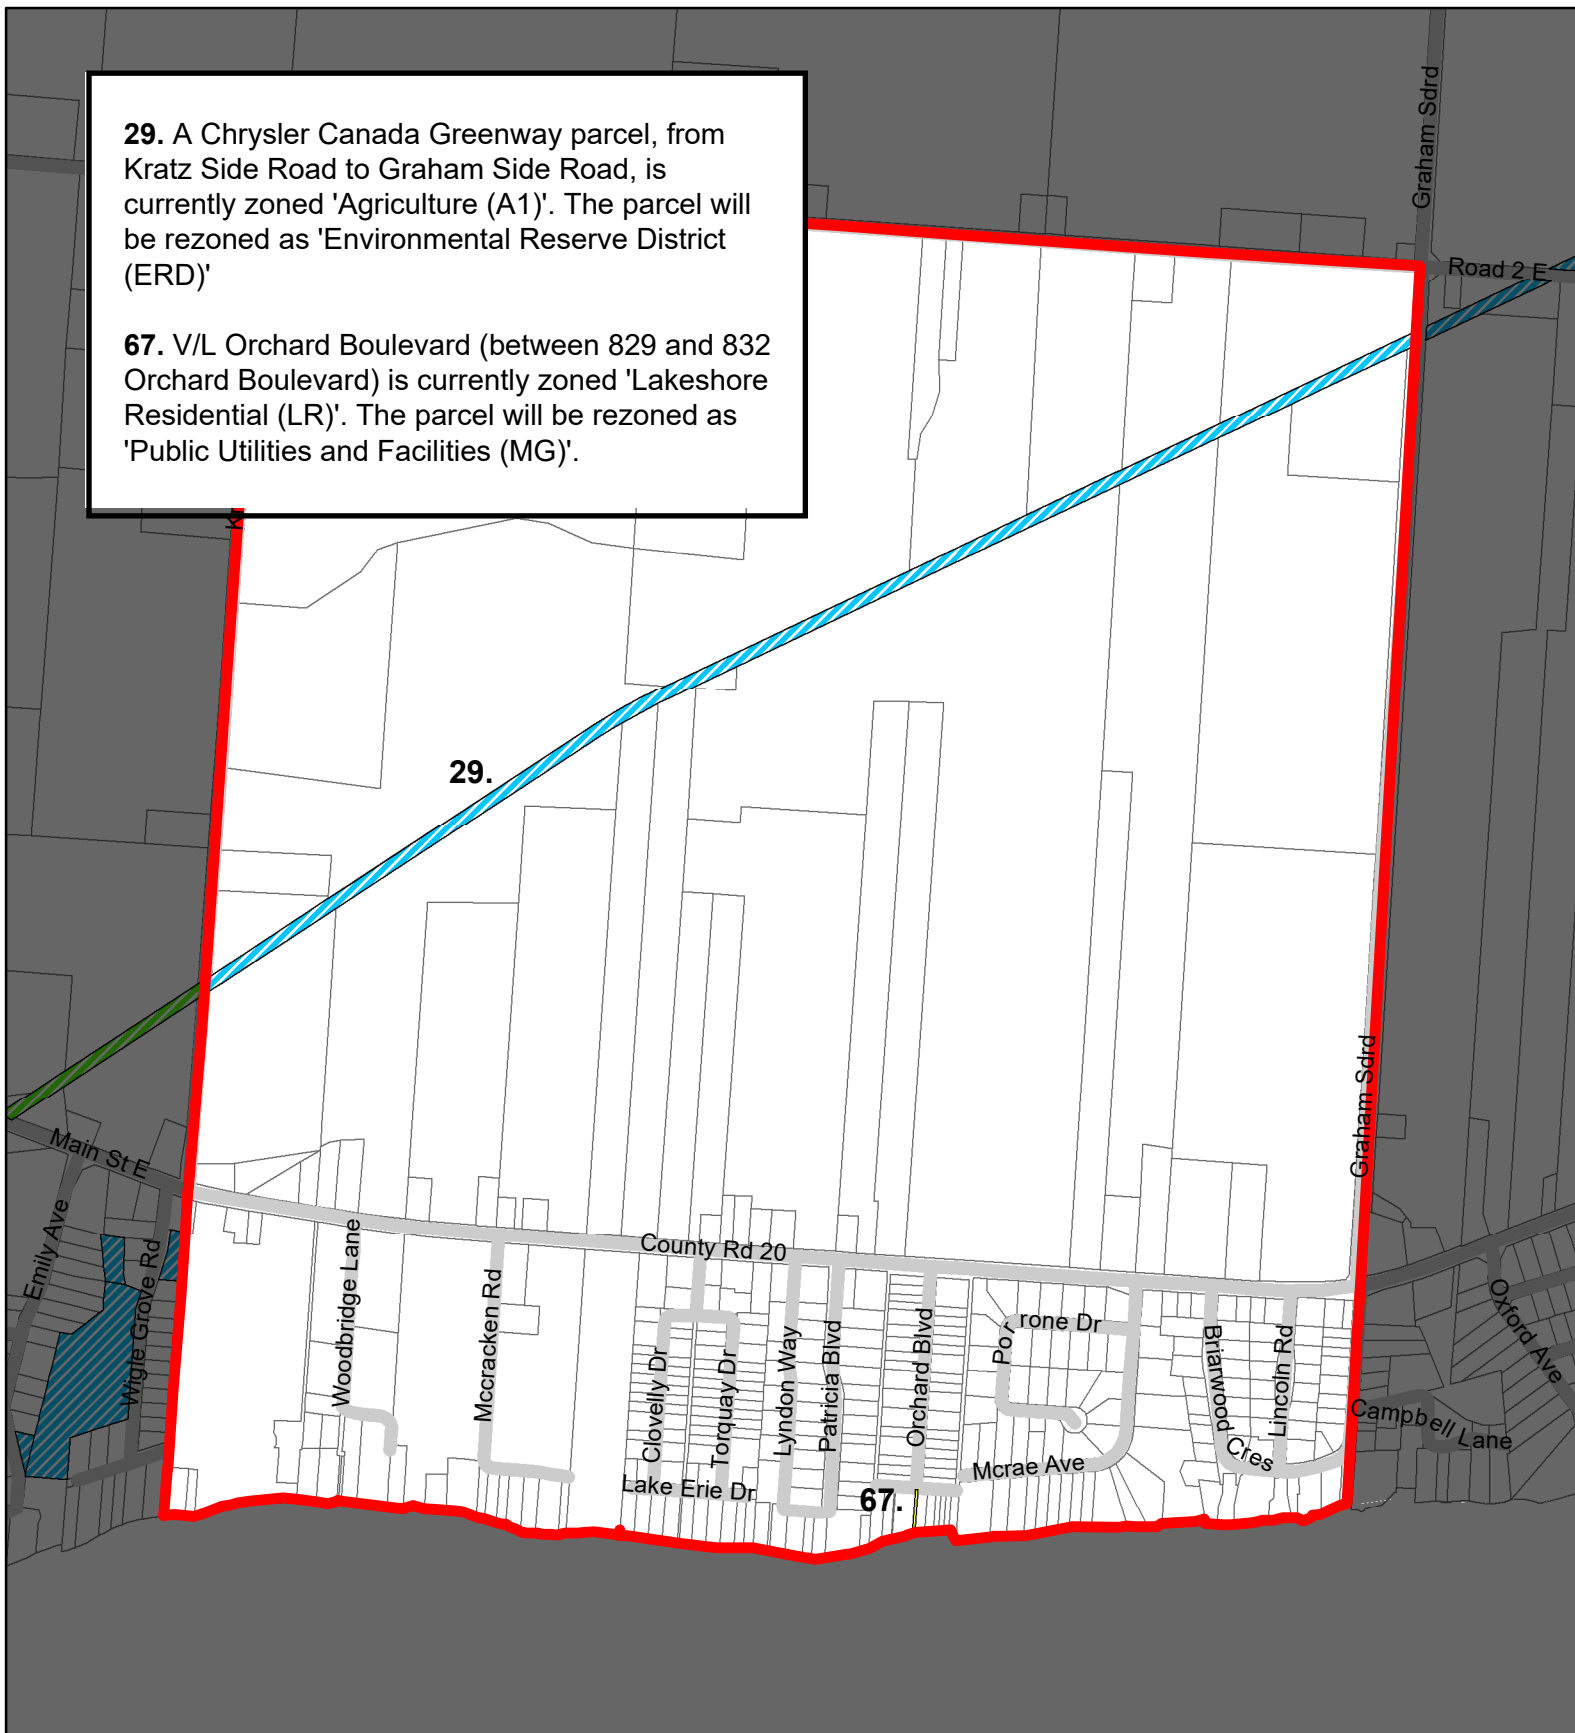 29. A Chrysler Canada Greenway parcel, from
Kratz Side Road to Graham Side Road, is
currently zoned 'Agriculture (A1)'. The parcel will
be rezoned as 'Environmental Reserve District
(ERD)'
67. V/L Orchard Boulevard (between 829 and 832
Orchard Boulevard) is currently zoned 'Lakeshore
Residential (LR)'. The parcel will be rezoned as
'Public Utilities and Facilities (MG)'.
Graham Sdrd
Road 2 E
29.
Graham Sdrd
Main St E
Emily Ave
Wigle Grove Rd
County Rd 20
Woodbridge Lane
Mccracken Rd
Clovelly Dr
Torquay Dr
Lyndon Way
Patricia Blvd
Orchard Blvd
Po
rone Dr
Briarwood
Cres
Lincoln Rd
Oxford Ave
Campbell Lane
Mcrae Ave
Lake Erie Dr
67.